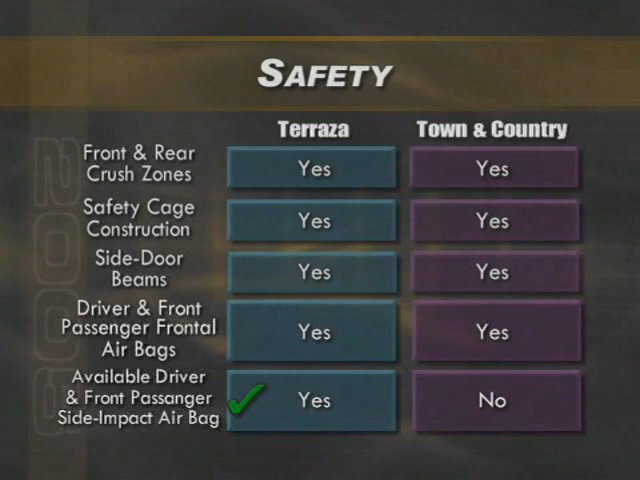 SAFETY
Terraza Town & Country
Front & Rear
Crush Zones
Yes Yes
Safety Cage
Construction
Yes Yes
Side-Door
Beams
Yes Yes
Driver & Front
Passenger Frontal
Air Bags
Yes Yes
Available Driver
& Front Passanger
Side-Impact Air Bag
Yes No